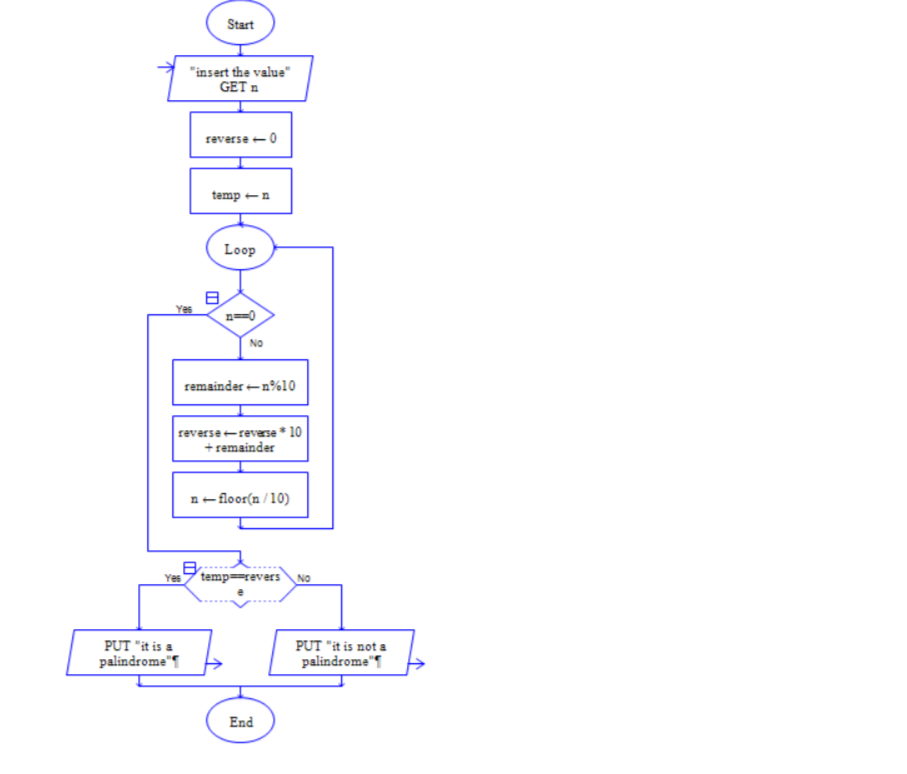 Start
"insert the value"
GET n
reverse ← 0
temp ← n
Loop
Yes
n==0
No
remainder ← n%10
reverse ← reverse * 10
+ remainder
n ← floor(n / 10)
Yes
temp==revers
e
No
PUT "it is a
palindrome"¶
PUT "it is not a
palindrome"¶
End